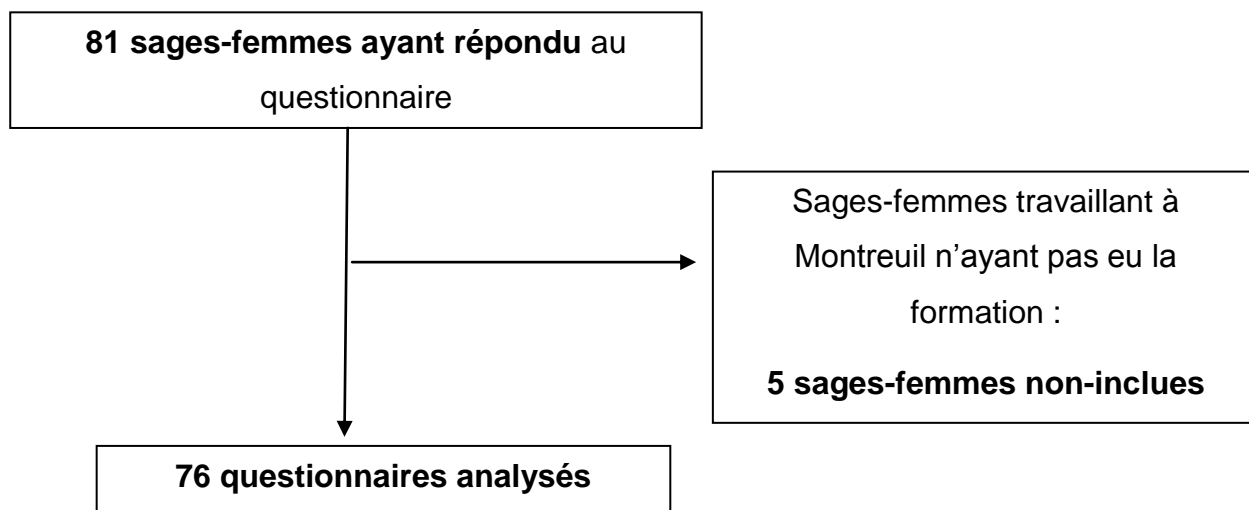 81 sages-femmes ayant répondu au
questionnaire
Sages-femmes travaillant à
Montreuil n’ayant pas eu la
formation :
5 sages-femmes non-inclues
76 questionnaires analysés